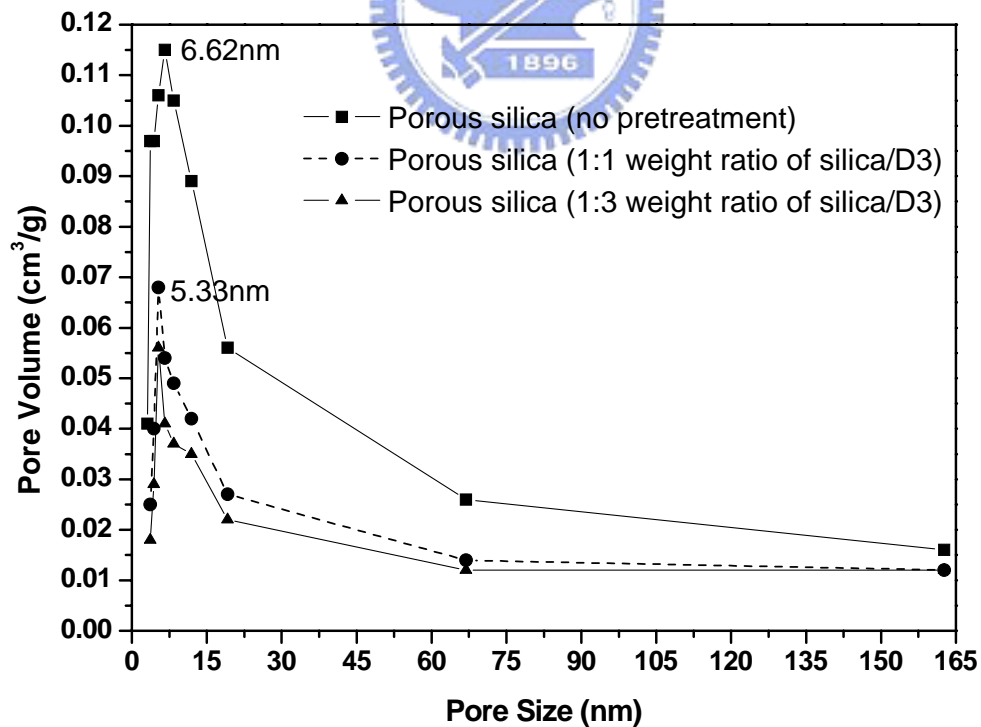 0.12
0.11
0.10
0.09
0.08
0.07
0.06
0.05
0.04
0.03
0.02
0.01
0.00
Pore Volume (cm³/g)
1896
6.62nm
Porous silica (no pretreatment)
Porous silica (1:1 weight ratio of silica/D3)
Porous silica (1:3 weight ratio of silica/D3)
5.33nm
0 15 30 45 60 75 90 105 120 135 150 165
Pore Size (nm)